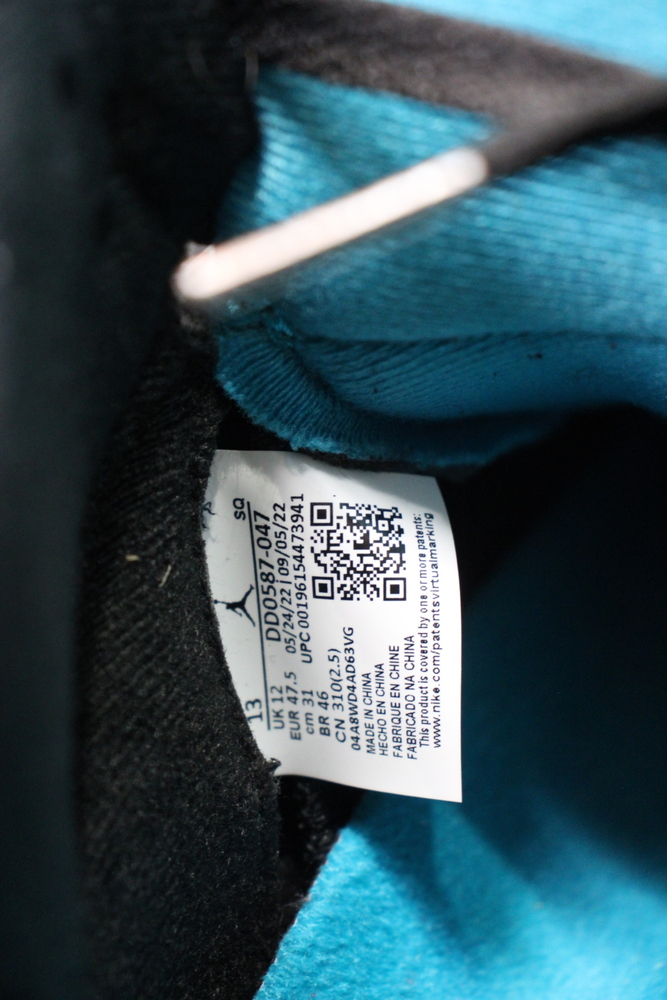 13
SQ
UK 12
DD0587-047
EUR 47.5
05/24/22 | 09/05/22
cm 31
UPC 00196154473941
BR 46
CN 310(2.5)
04A8WD4AD63VG
MADE IN CHINA
HECHO EN CHINA
FABRIQUE EN CHINE
FABRICADO NA CHINA
This product is covered by one or more patents:
www.nike.com/patentsvirtualmarking